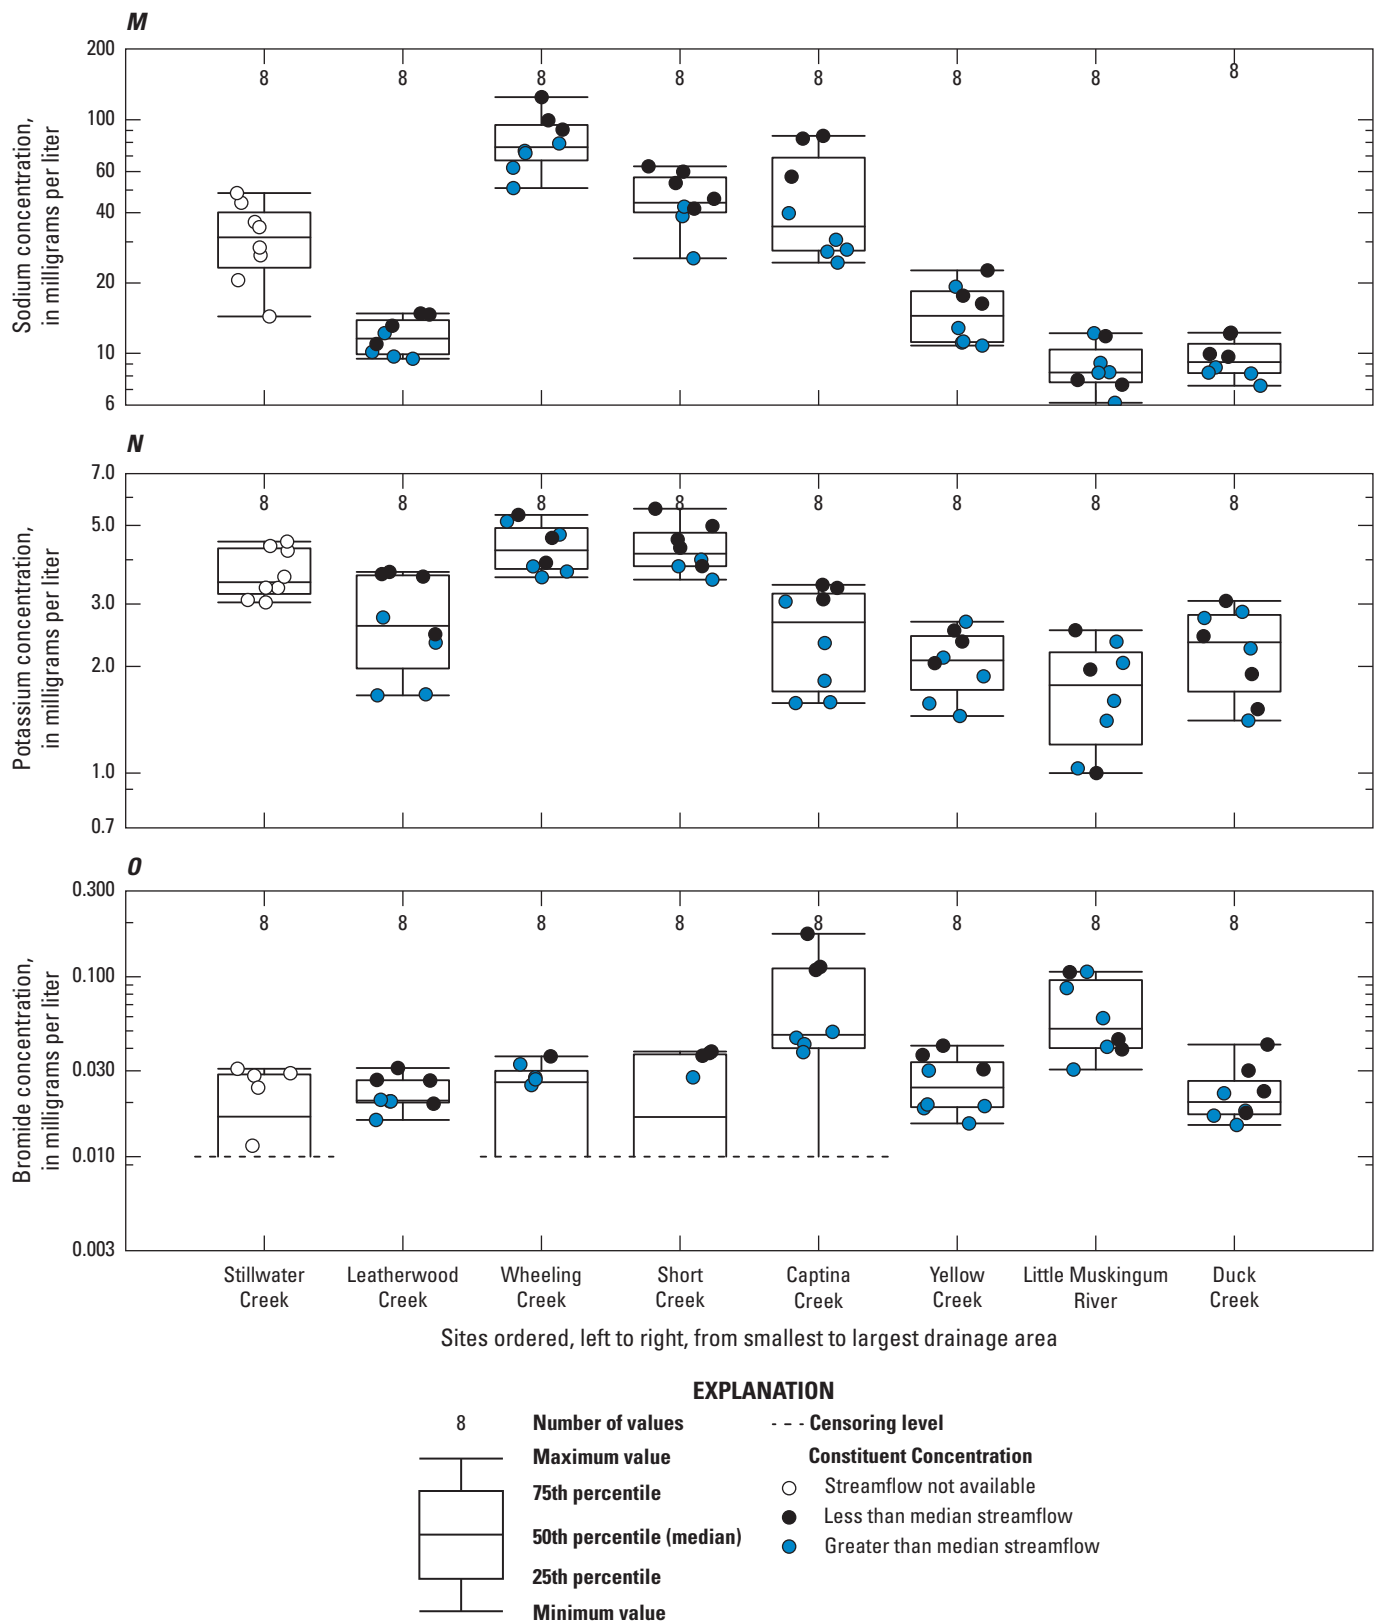 M
Sodium concentration,
in milligrams per liter
200
100
60
40
20
10
6
8 8 8 8 8 8 8 8
N
Potassium concentration,
in milligrams per liter
7.0
5.0
3.0
2.0
1.0
0.7
8 8 8 8 8 8 8 8
O
Bromide concentration,
in milligrams per liter
0.300
0.100
0.030
0.010
0.003
8 8 8 8 8 8 8 8
Stillwater
Creek
Leatherwood
Creek
Wheeling
Creek
Short
Creek
Captina
Creek
Yellow
Creek
Little Muskingum
River
Duck
Creek
Sites ordered, left to right, from smallest to largest drainage area
EXPLANATION
8 Number of values
Maximum value
75th percentile
50th percentile (median)
25th percentile
Minimum value
Censoring level
Constituent Concentration
Streamflow not available
Less than median streamflow
Greater than median streamflow